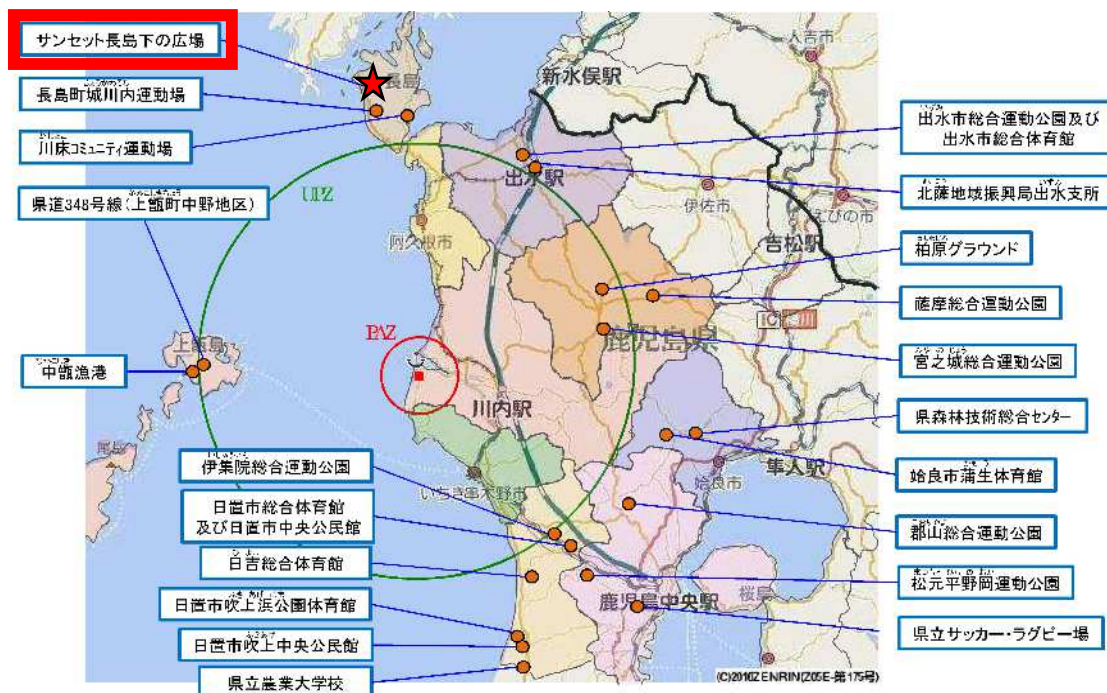 サンセット長島下の広場
長島町城川内運動場
川床コミュニティ運動場
県道348号線(上甑町中野地区)
中甑漁港
伊集院総合運動公園
日置市総合体育館
及び日置市中央公民館
日吉総合体育館
日置市吹上浜公園体育館
日置市吹上中央公民館
県立農業大学校
長島
UPZ
阿久根市
上甑島
PAZ
川内駅
いちき串木野市
新水俣駅
人吉市
出水駅
伊佐市
えびの市
吉松駅
鹿児島県
隼人駅
姶良市
鹿児島中央駅
桜島
出水市総合運動公園及び
出水市総合体育館
北薩地域振興局出水支所
柏原グラウンド
薩摩総合運動公園
宮之城総合運動公園
県森林技術総合センター
姶良市蒲生体育館
郡山総合運動公園
松元平野岡運動公園
県立サッカー・ラグビー場
(C)2010ZENRIN(Z05E-第175号)